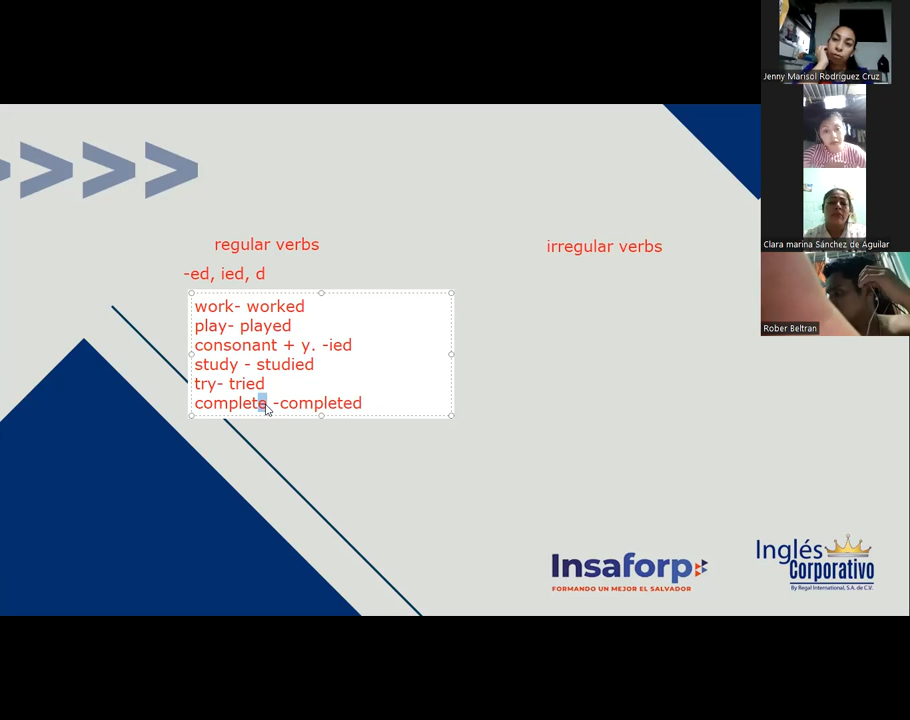 Jenny Marisol Rodriguez Cruz
Clara marina Sánchez de Aguilar
Rober Beltran
>>>>
regular verbs
irregular verbs
-ed, ied, d
work- worked
play- played
consonant + y. -ied
study - studied
try- tried
complete -completed
Insaforp
FORMANDO UN MEJOR EL SALVADOR
Inglés
Corporativo
By Regal International, S.A. de C.V.